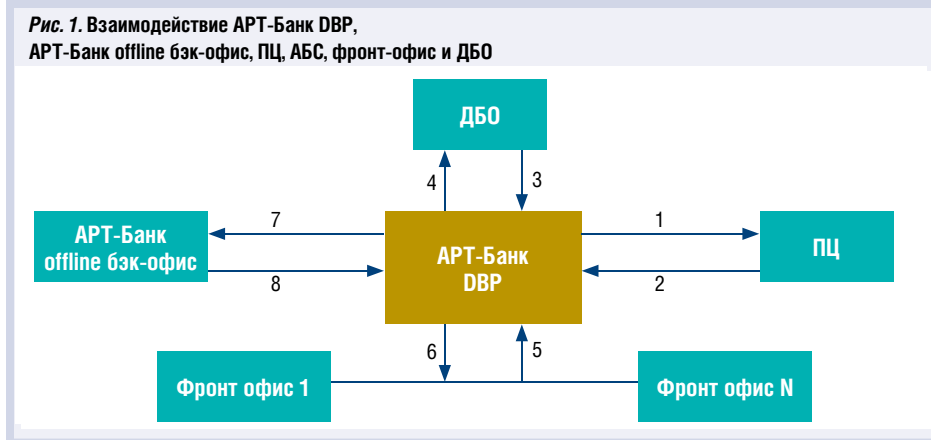 Рис. 1. Взаимодействие АРТ-Банк DBP,
АРТ-Банк offline бэк-офис, ПЦ, АБС, фронт-офис и ДБО
ДБО
4
3
АРТ-Банк
offline бэк-офис
7
8
АРТ-Банк
DBP
1
2
ПЦ
6
5
Фронт офис 1
Фронт офис N